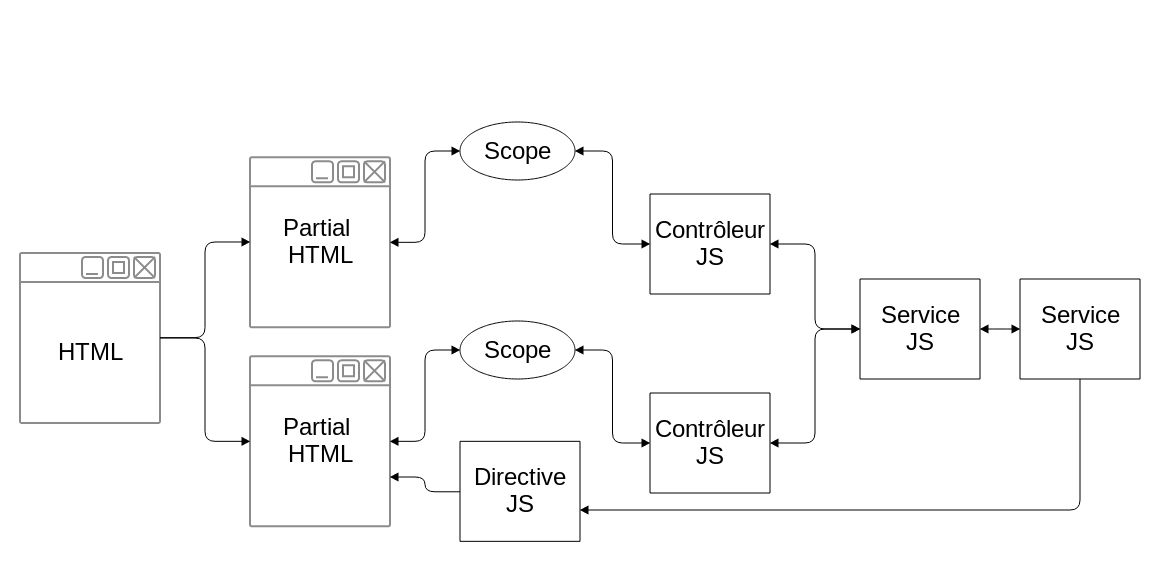 HTML
Partial
HTML
Scope
Contrôleur
JS
Partial
HTML
Scope
Directive
JS
Contrôleur
JS
Service
JS
Service
JS